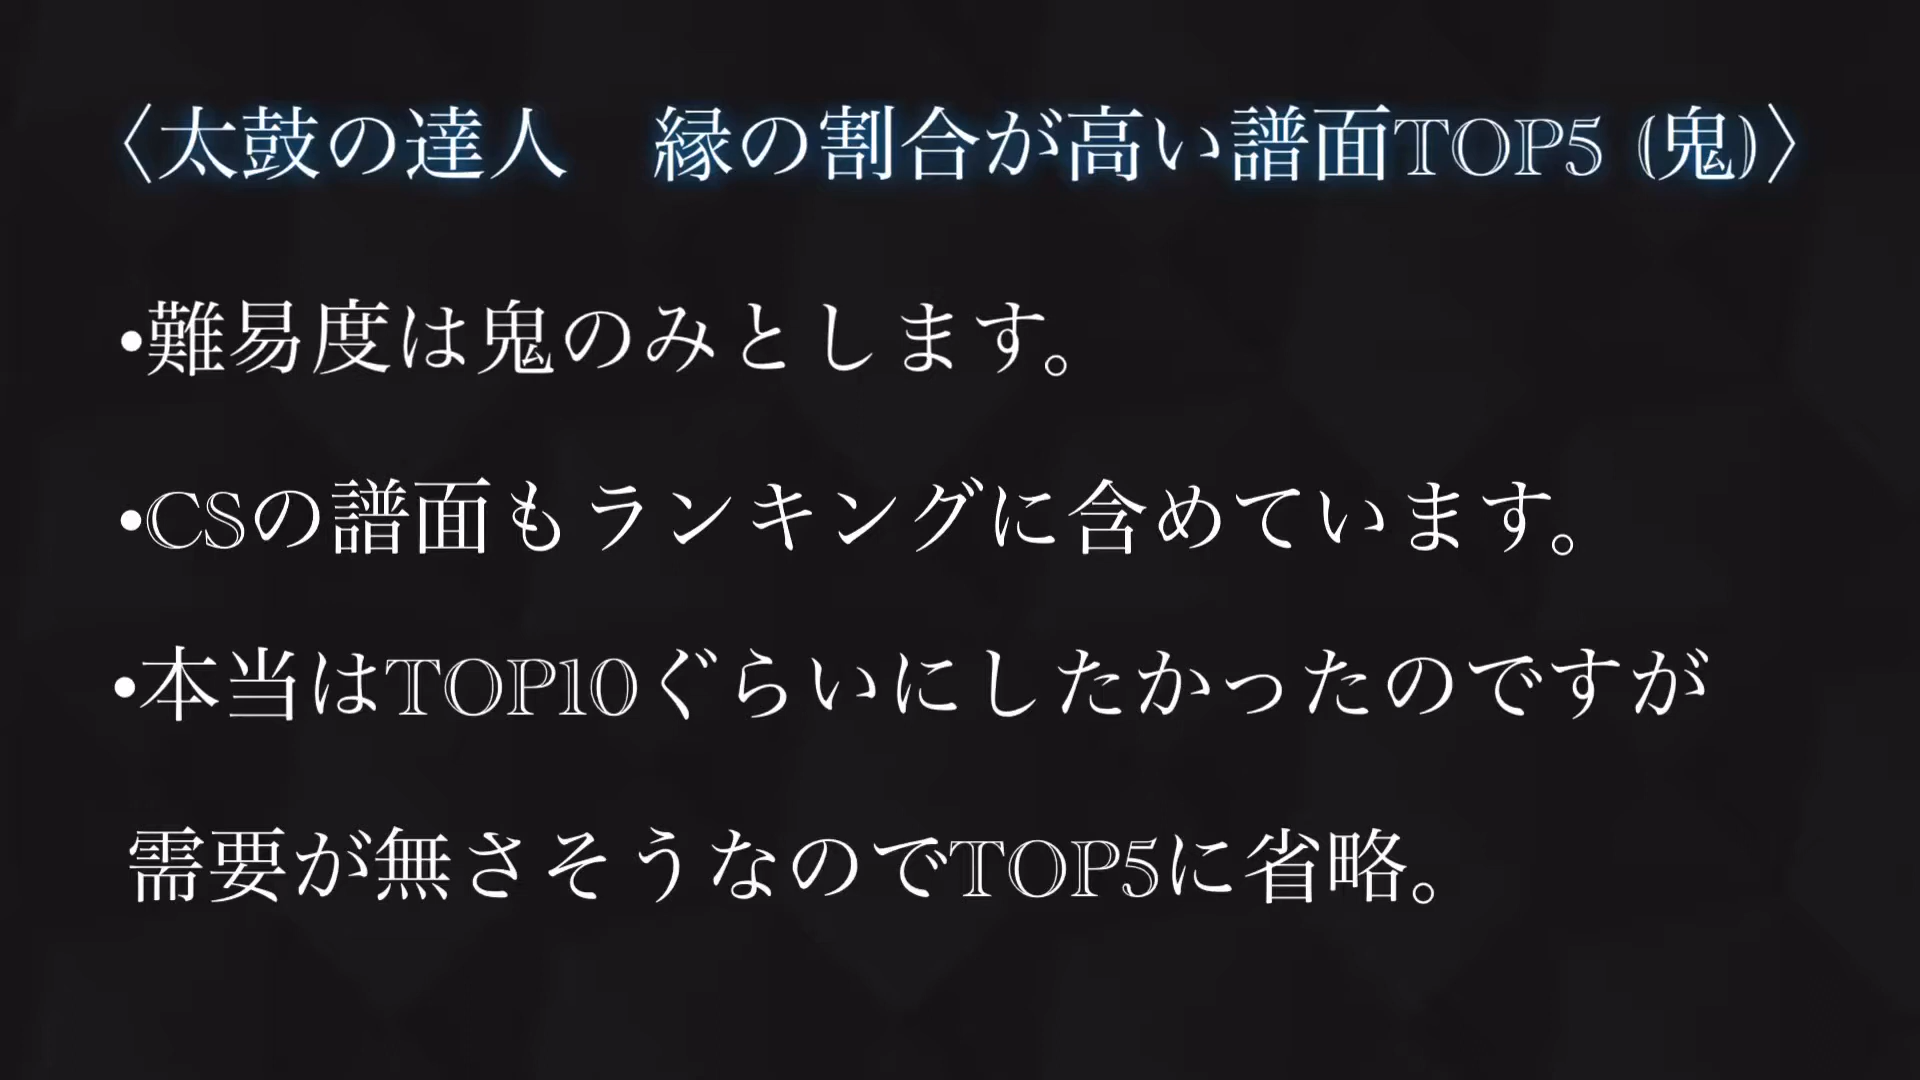 〈太鼓の達人　縁の割合が高い譜面TOP5 (鬼)〉
•難易度は鬼のみとします。
•CSの譜面もランキングに含めています。
•本当はTOP10ぐらいにしたかったのですが
需要が無さそうなのでTOP5に省略。